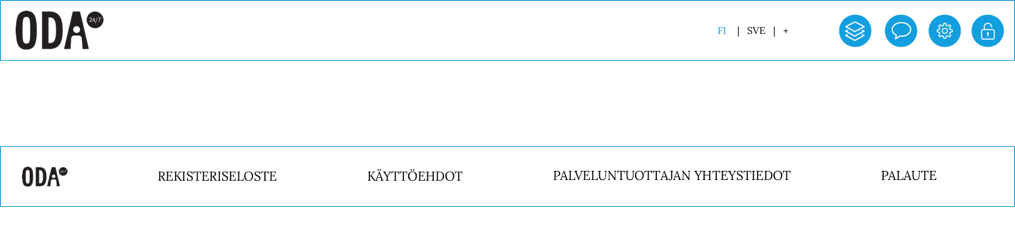 ODA 24/7
FI | SVE | +
ODA
REKISTERISELOSTE KÄYTTÖEHDOT PALVELUNTUOTTAJAN YHTEYSTIEDOT PALAUTE